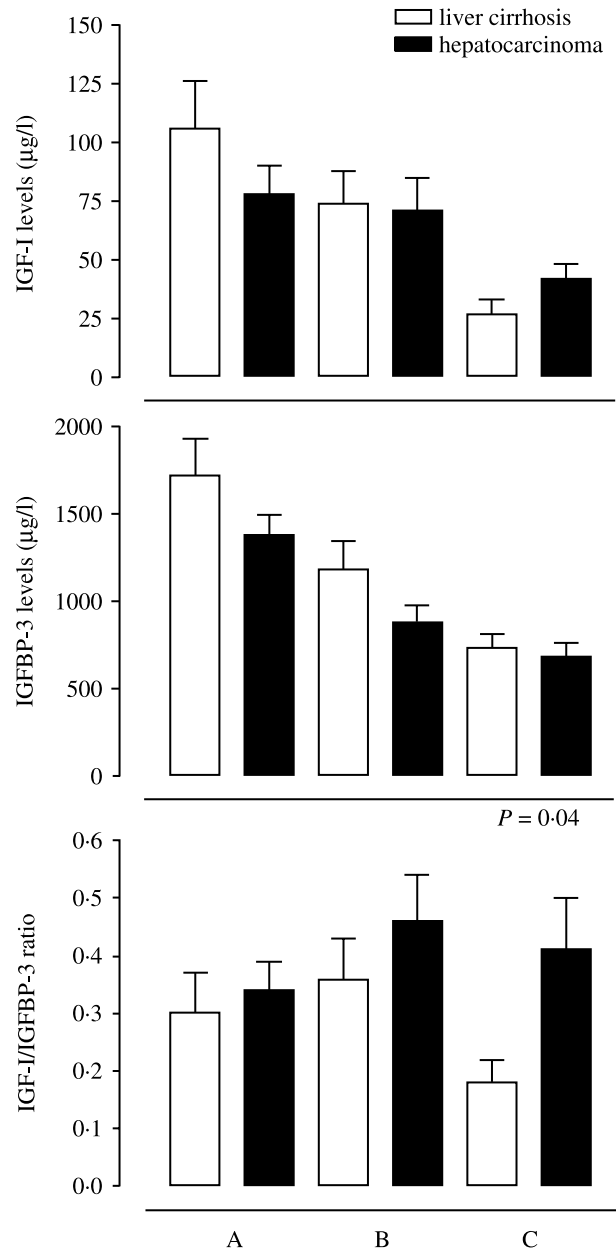 liver cirrhosis
hepatocarcinoma
150
125
100
75
50
25
0
IGF-I levels (µg/l)
2000
1500
1000
500
0
IGFBP-3 levels (µg/l)
P = 0·04
0·6
0·5
0·4
0·3
0·2
0·1
0·0
IGF-I/IGFBP-3 ratio
A B C